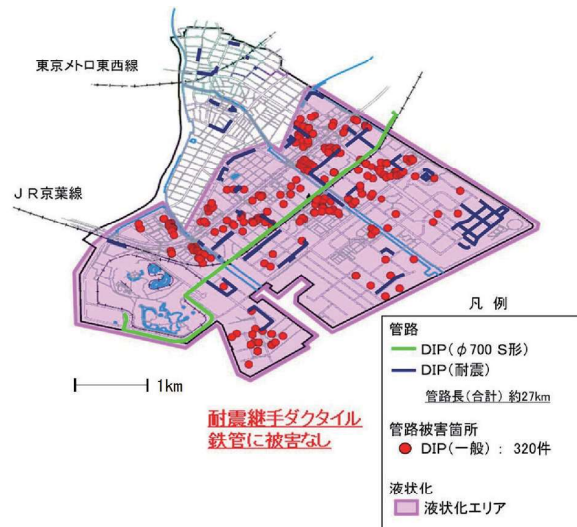 東京メトロ東西線
JR京葉線
1km
耐震継手ダクタイル
鉄管に被害なし
凡 例
管路
DIP(φ700 S形)
DIP(耐震)
管路長(合計) 約27km
管路被害箇所
DIP(一般) : 320件
液状化
液状化エリア